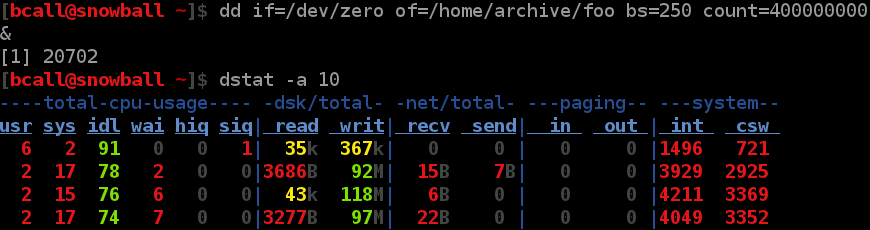 [bcall@snowball ~]$ dd if=/dev/zero of=/home/archive/foo bs=250 count=400000000
&
[1] 20702
[bcall@snowball ~]$ dstat -a 10
----total-cpu-usage---- -dsk/total- -net/total- ---paging-- ---system--
usr sys idl wai hiq siq| read  writ| recv  send|  in   out | int   csw
  6   2  91   0   0   1|  35k  367k|   0     0 |   0     0 |1496   721
  2  17  78   2   0   0|3686B   92M|  15B    7B|   0     0 |3929  2925
  2  15  76   6   0   0|  43k  118M|   6B    0 |   0     0 |4211  3369
  2  17  74   7   0   0|3277B   97M|  22B    0 |   0     0 |4049  3352